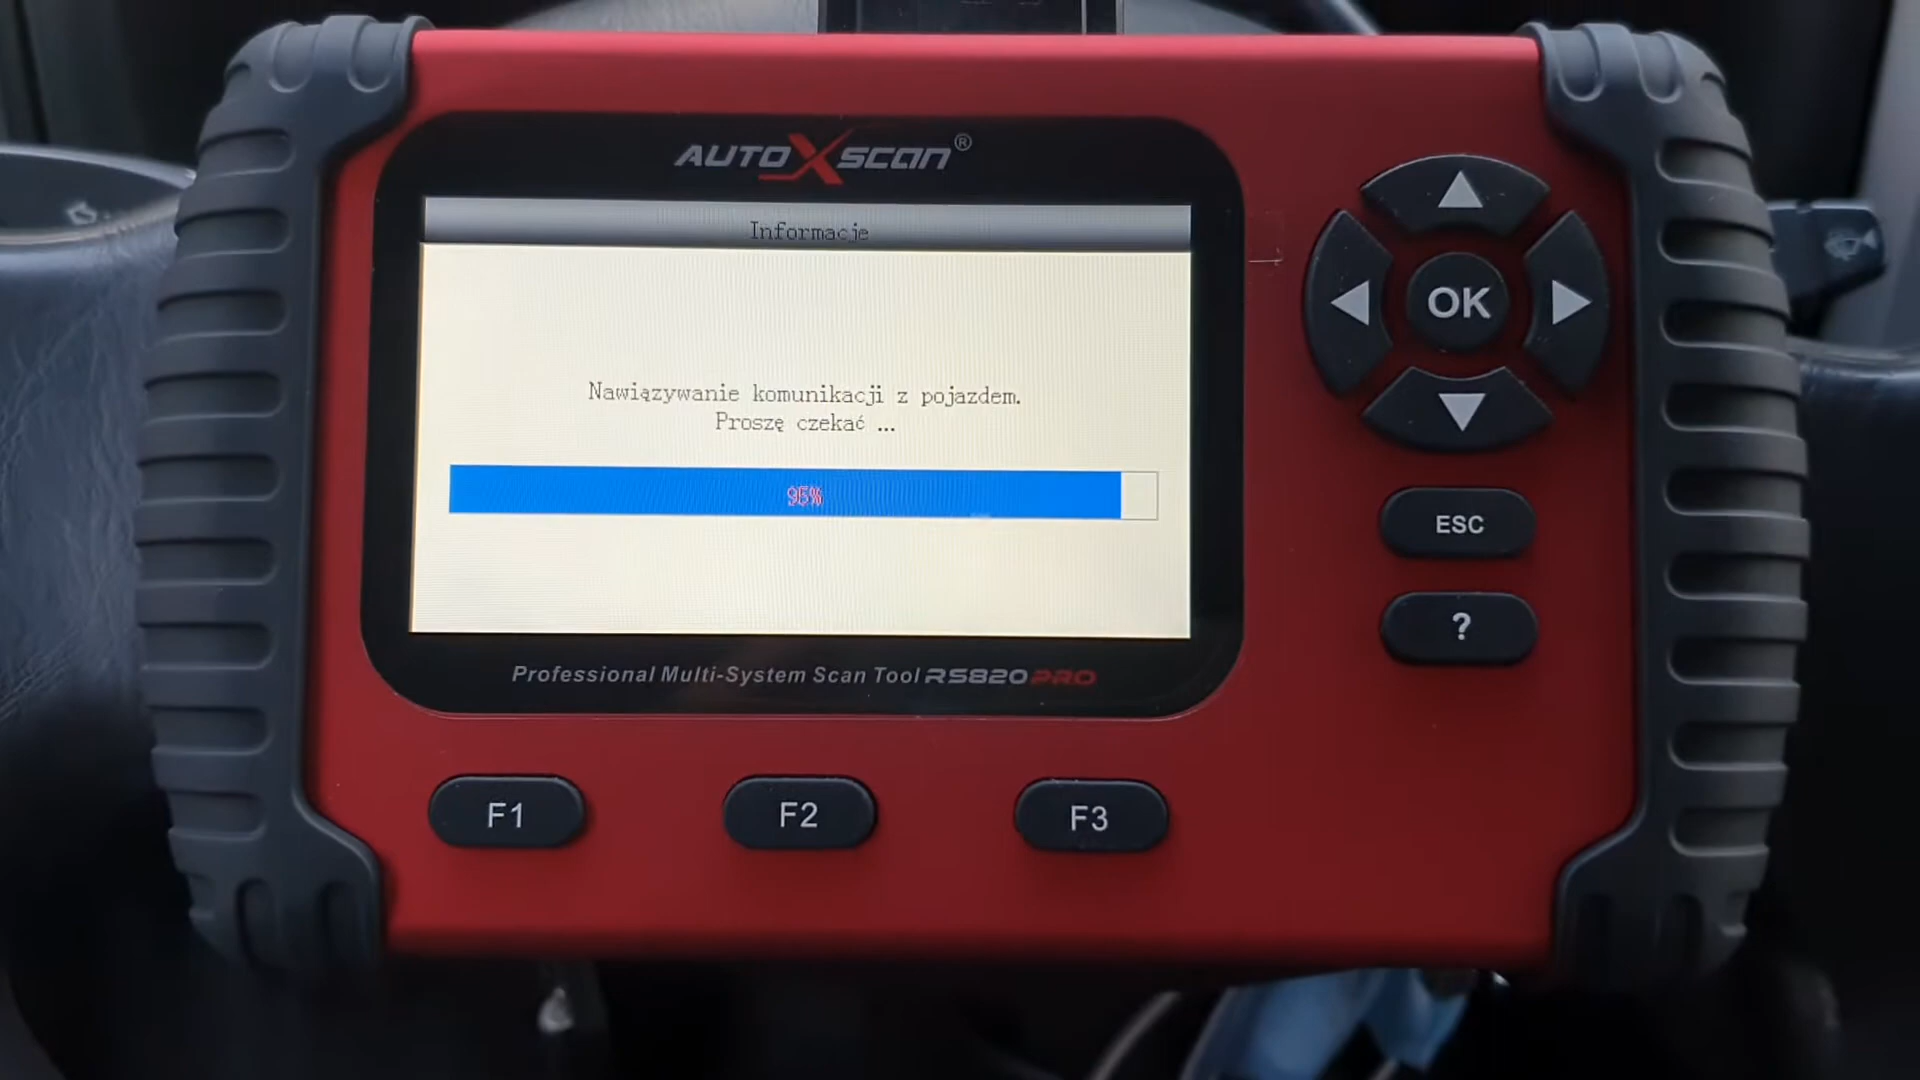 AUTOXSCAN®
Informacje
Nawiązywanie komunikacji z pojazdem.
Proszę czekać ...
95%
Professional Multi-System Scan Tool RS820PRO
OK
ESC
?
F1
F2
F3